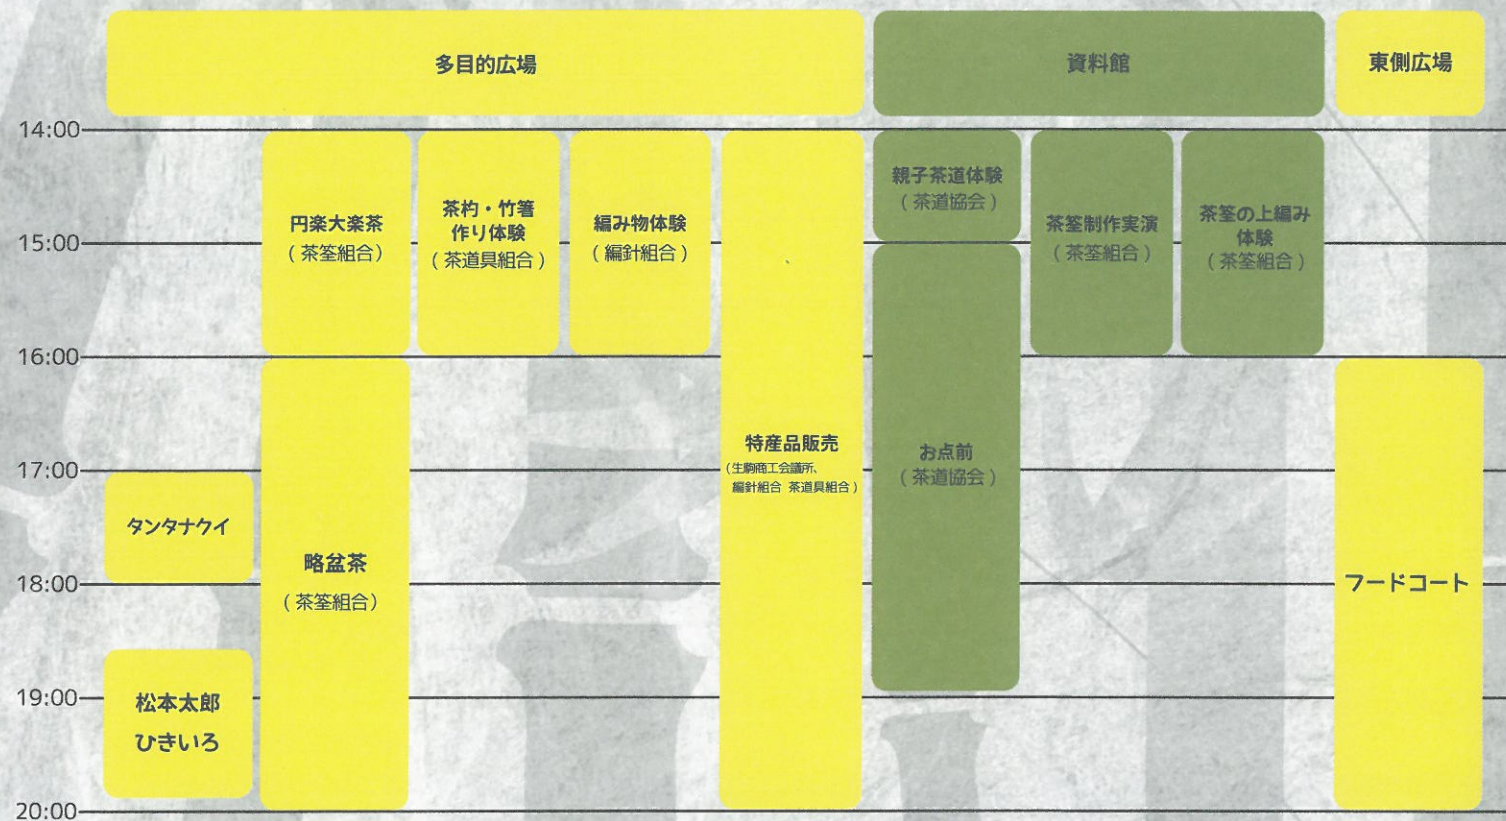 多目的広場
資料館
東側広場
14:00
15:00
16:00
17:00
18:00
19:00
20:00
タンタナクイ
松本太郎
ひきいろ
円楽大楽茶
（茶筌組合）
略盆茶
（茶筌組合）
茶杓・竹箸
作り体験
（茶道具組合）
編み物体験
（編針組合）
特産品販売
（生駒商工会議所、
編針組合 茶道具組合）
親子茶道体験
（茶道協会）
お点前
（茶道協会）
茶筌制作実演
（茶筌組合）
茶筌の上編み
体験
（茶筌組合）
フードコート